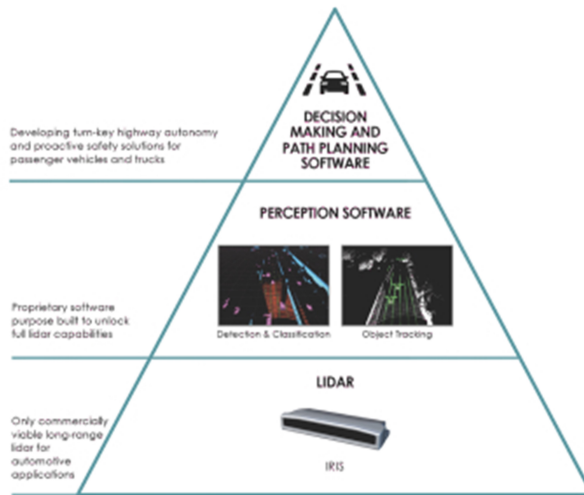 DECISION
MAKING AND
PATH PLANNING
SOFTWARE
Developing turn-key highway autonomy
and proactive safety solutions for
passenger vehicles and trucks
PERCEPTION SOFTWARE
Detection & Classification
Object Tracking
Proprietary software
purpose built to unlock
full lidar capabilities
LIDAR
IRIS
Only commercially
viable long-range
lidar for
automotive
applications